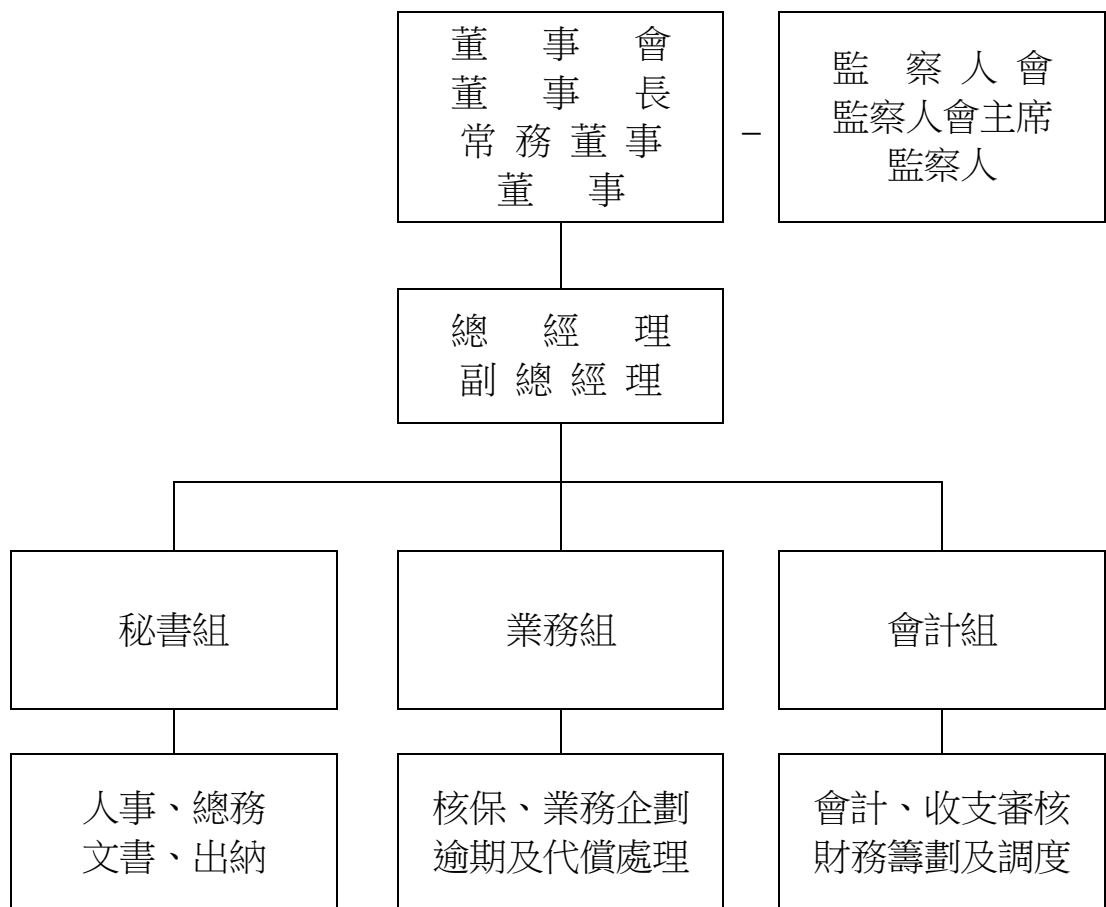 董事會
董事長
常務董事
董事
–
監察人會
監察人會主席
監察人
總經理
副總經理
秘書組
業務組
會計組
人事、總務
文書、出納
核保、業務企劃
逾期及代償處理
會計、收支審核
財務籌劃及調度